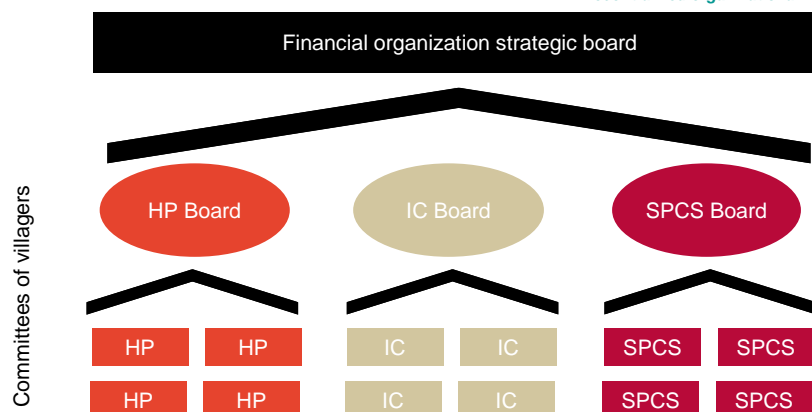 Financial organization strategic board
Committees of villagers
HP Board
IC Board
SPCS Board
HP HP IC IC SPCS SPCS
HP HP IC IC SPCS SPCS